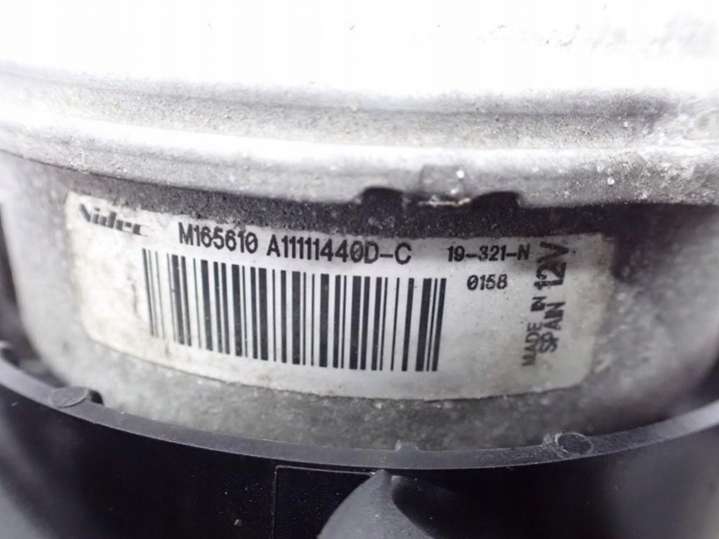 Nidec M165610 A11111440D-C 19-321-N
0158
MADE IN
SPAIN 12V